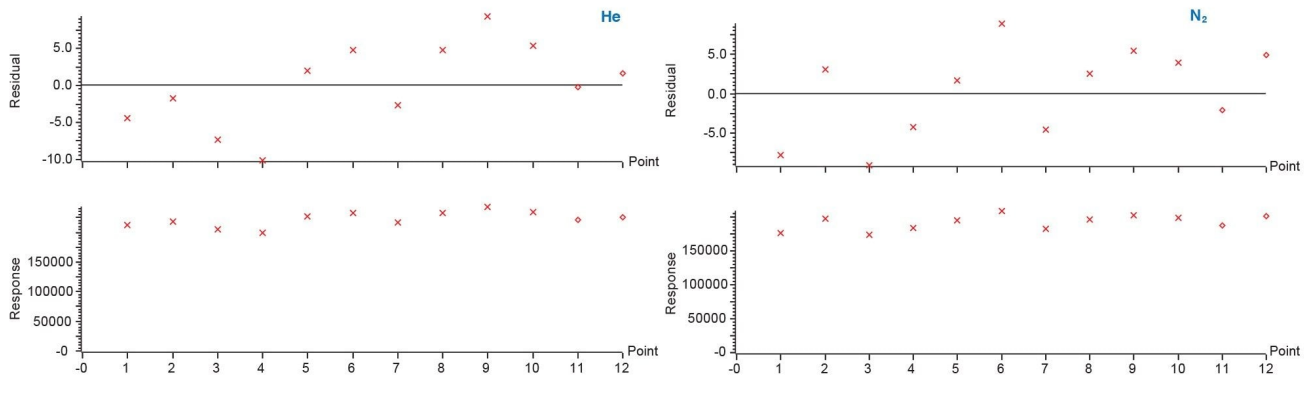 He
Residual
5.0
0.0
-5.0
-10.0
Point
Response
150000
100000
50000
-0
Point
-0 1 2 3 4 5 6 7 8 9 10 11 12
N₂
Residual
5.0
0.0
-5.0
Point
Response
150000
100000
50000
-0
Point
-0 1 2 3 4 5 6 7 8 9 10 11 12